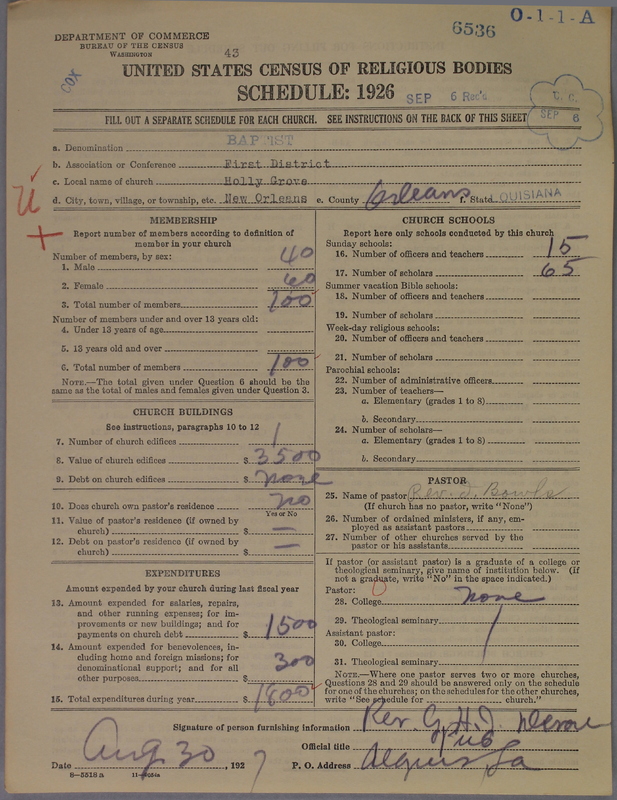 O-1-1-A
6536
DEPARTMENT OF COMMERCE
BUREAU OF THE CENSUS
WASHINGTON
43
COX
UNITED STATES CENSUS OF RELIGIOUS BODIES
SCHEDULE: 1926
SEP 6 Rec'd
SEP 6
FILL OUT A SEPARATE SCHEDULE FOR EACH CHURCH. SEE INSTRUCTIONS ON THE BACK OF THIS SHEET
a. Denomination BAPTIST
b. Association or Conference First District
c. Local name of church Holly Grove
d. City, town, village, or township, etc. New Orleans e. County Orleans f. State LOUISIANA
MEMBERSHIP
Report number of members according to definition of
member in your church
Number of members, by sex:
1. Male 40
2. Female 60
3. Total number of members 100
Number of members under and over 13 years old:
4. Under 13 years of age
5. 13 years old and over
6. Total number of members 100
NOTE.—The total given under Question 6 should be the
same as the total of males and females given under Question 3.
CHURCH BUILDINGS
See instructions, paragraphs 10 to 12
7. Number of church edifices 1
8. Value of church edifices $ 3500
9. Debt on church edifices $ none
10. Does church own pastor's residence no
Yes or No
11. Value of pastor's residence (if owned by
church) $ —
12. Debt on pastor's residence (if owned by
church) $ —
EXPENDITURES
Amount expended by your church during last fiscal year
13. Amount expended for salaries, repairs,
and other running expenses; for im-
provements or new buildings; and for
payments on church debt $ 1500
14. Amount expended for benevolences, in-
cluding home and foreign missions; for
denominational support; and for all
other purposes $ 300
15. Total expenditures during year $ 1800
CHURCH SCHOOLS
Report here only schools conducted by this church
Sunday schools:
16. Number of officers and teachers 15
17. Number of scholars 65
Summer vacation Bible schools:
18. Number of officers and teachers
19. Number of scholars
Week-day religious schools:
20. Number of officers and teachers
21. Number of scholars
Parochial schools:
22. Number of administrative officers
23. Number of teachers—
a. Elementary (grades 1 to 8)
b. Secondary
24. Number of scholars—
a. Elementary (grades 1 to 8)
b. Secondary
PASTOR
25. Name of pastor Rev. J. Bowls
(If church has no pastor, write "None")
26. Number of ordained ministers, if any, em-
ployed as assistant pastors
27. Number of other churches served by the
pastor or his assistants
If pastor (or assistant pastor) is a graduate of a college or
theological seminary, give name of institution below. (If
not a graduate, write "No" in the space indicated.)
Pastor:
28. College none
29. Theological seminary
Assistant pastor:
30. College
31. Theological seminary
NOTE.—Where one pastor serves two or more churches,
Questions 28 and 29 should be answered only on the schedule
for one of the churches; on the schedules for the other churches,
write "See schedule for church."
Signature of person furnishing information Rev. G. H. J.
Official title
Date Aug 30, 1927 P. O. Address Algiers La
8—5518 a